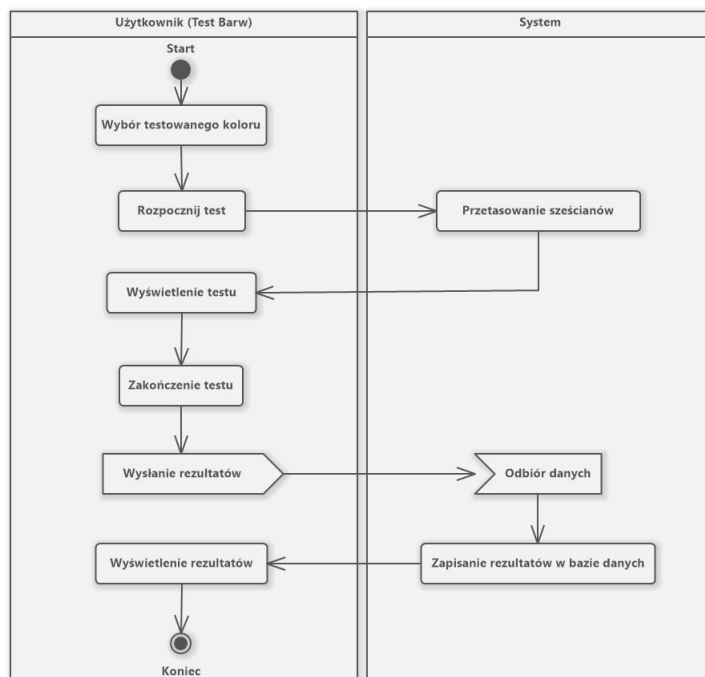 Użytkownik (Test Barw)
System
Start
Wybór testowanego koloru
Rozpocznij test
Przetasowanie sześcianów
Wyświetlenie testu
Zakończenie testu
Wysłanie rezultatów
Odbiór danych
Wyświetlenie rezultatów
Zapisanie rezultatów w bazie danych
Koniec